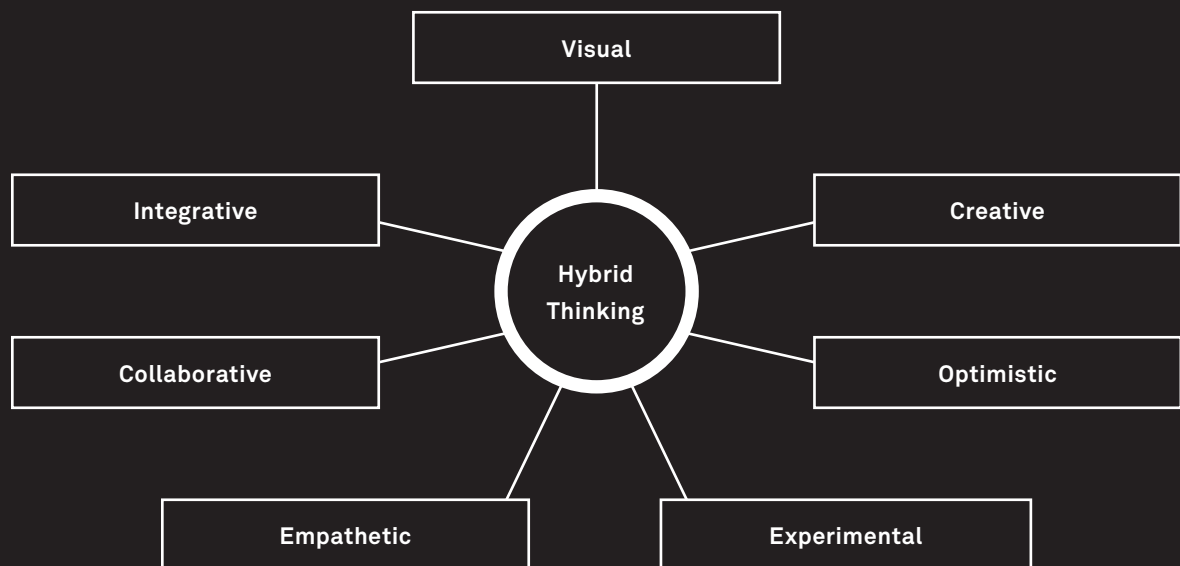 Visual
Integrative
Creative
Hybrid
Thinking
Collaborative
Optimistic
Empathetic
Experimental